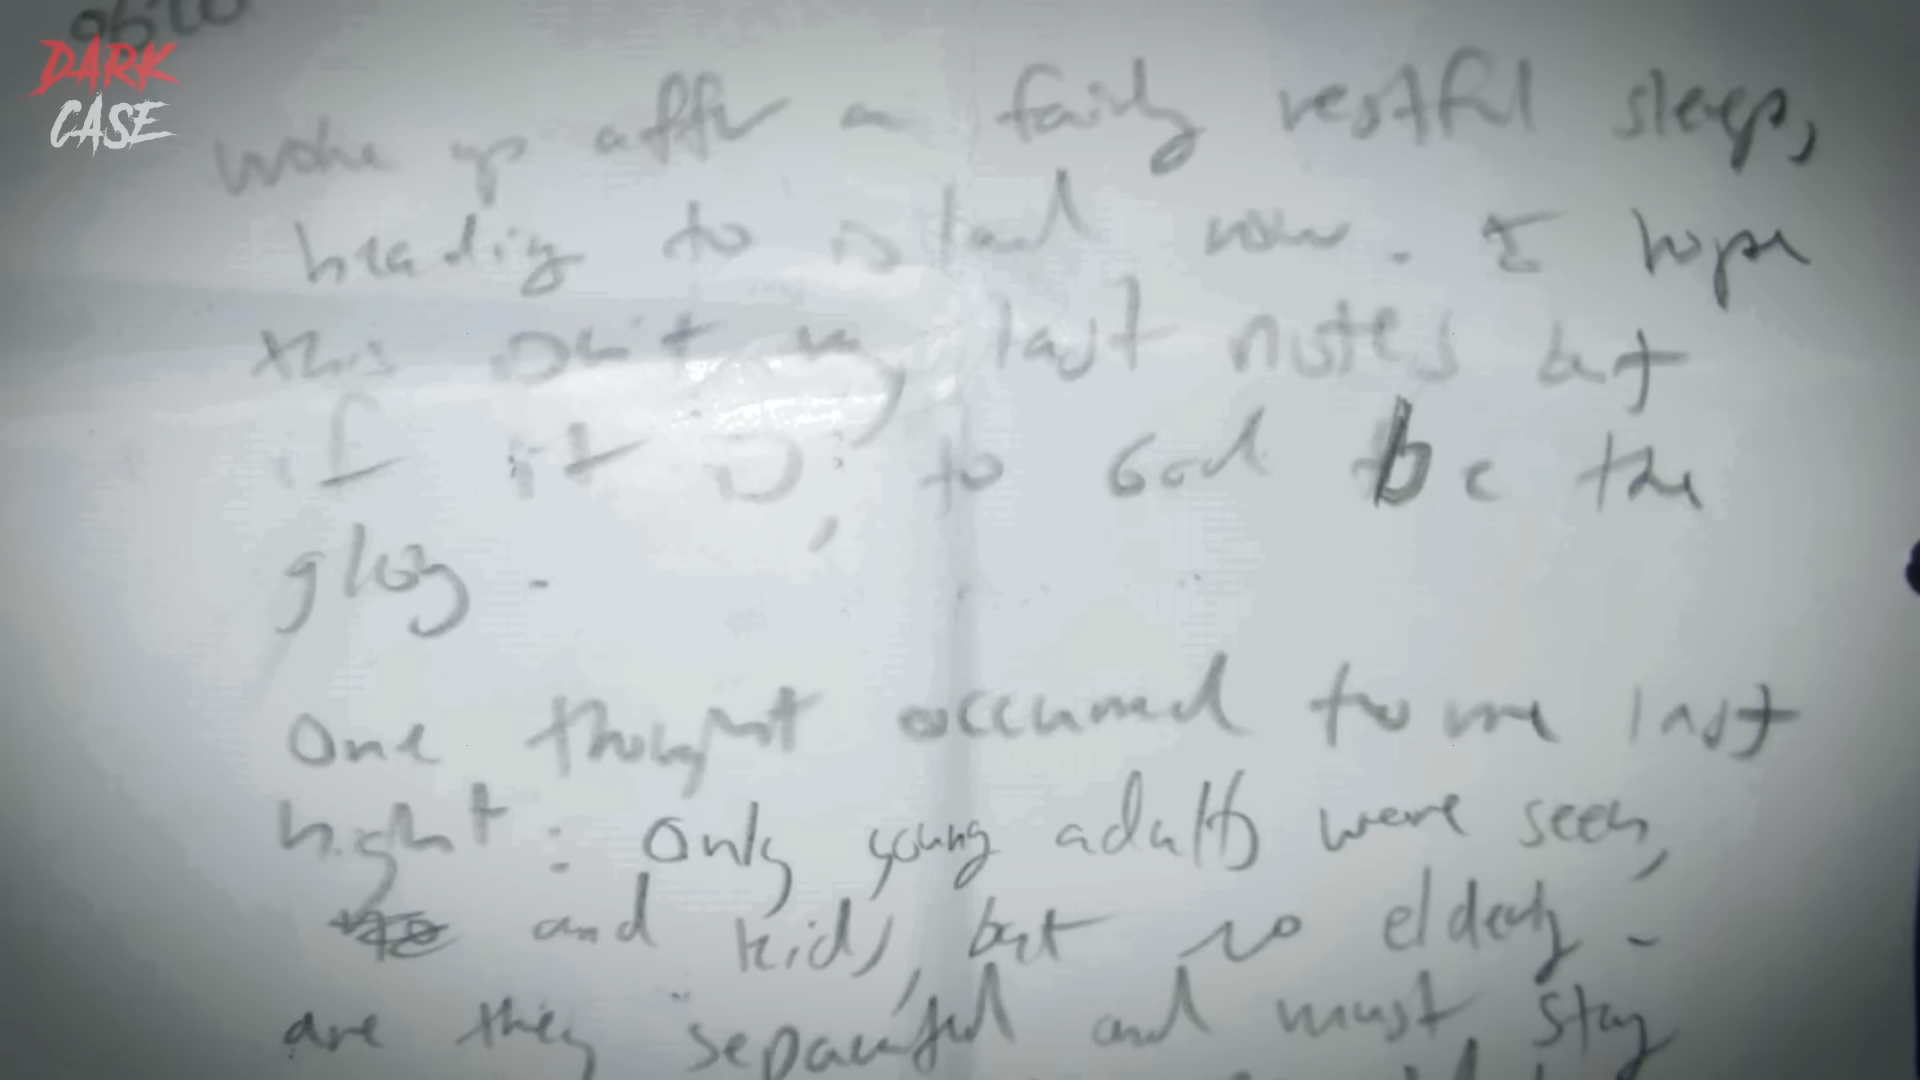 0600
DARK
CASE
Woke up after a fairly restful sleep,
heading to island now. I hope
this isn't my last notes but
if it is, to God be the
glory.
One thought occurred to me last
night: Only young adults were seen,
and kids, but no elderly -
are they separated and must stay